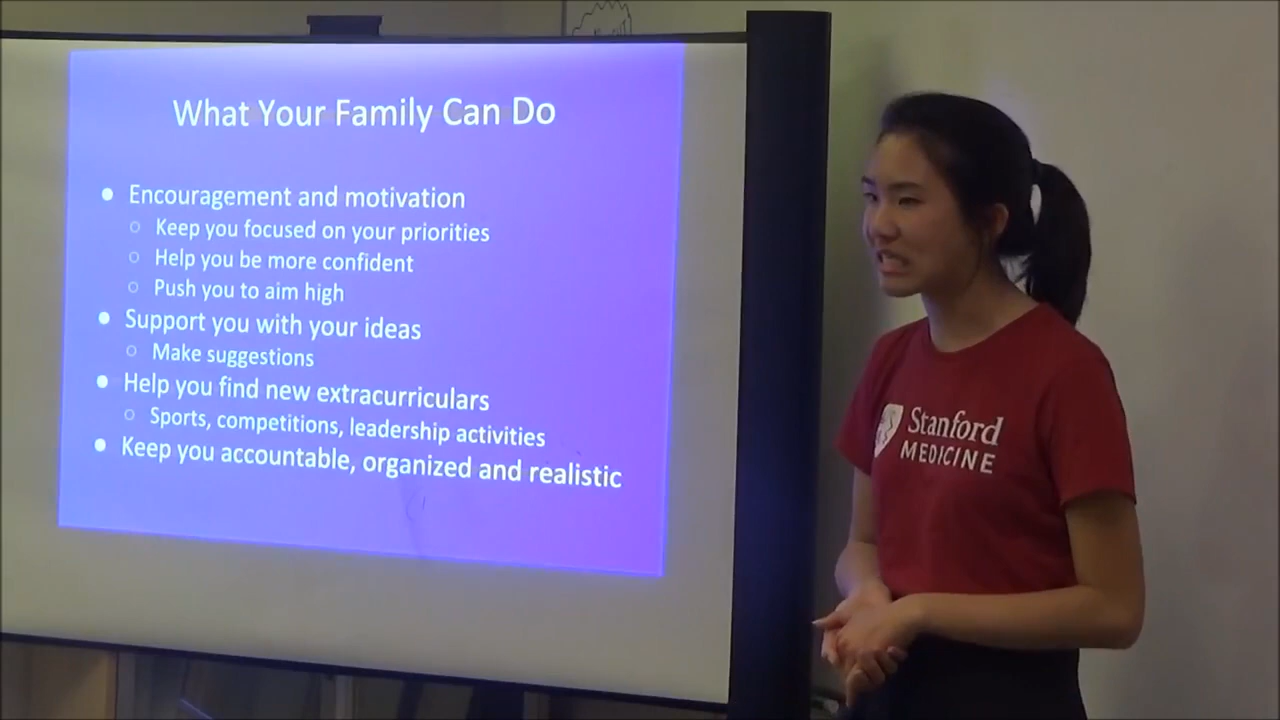 What Your Family Can Do
● Encouragement and motivation
○ Keep you focused on your priorities
○ Help you be more confident
○ Push you to aim high
● Support you with your ideas
○ Make suggestions
● Help you find new extracurriculars
○ Sports, competitions, leadership activities
● Keep you accountable, organized and realistic
Stanford
MEDICINE